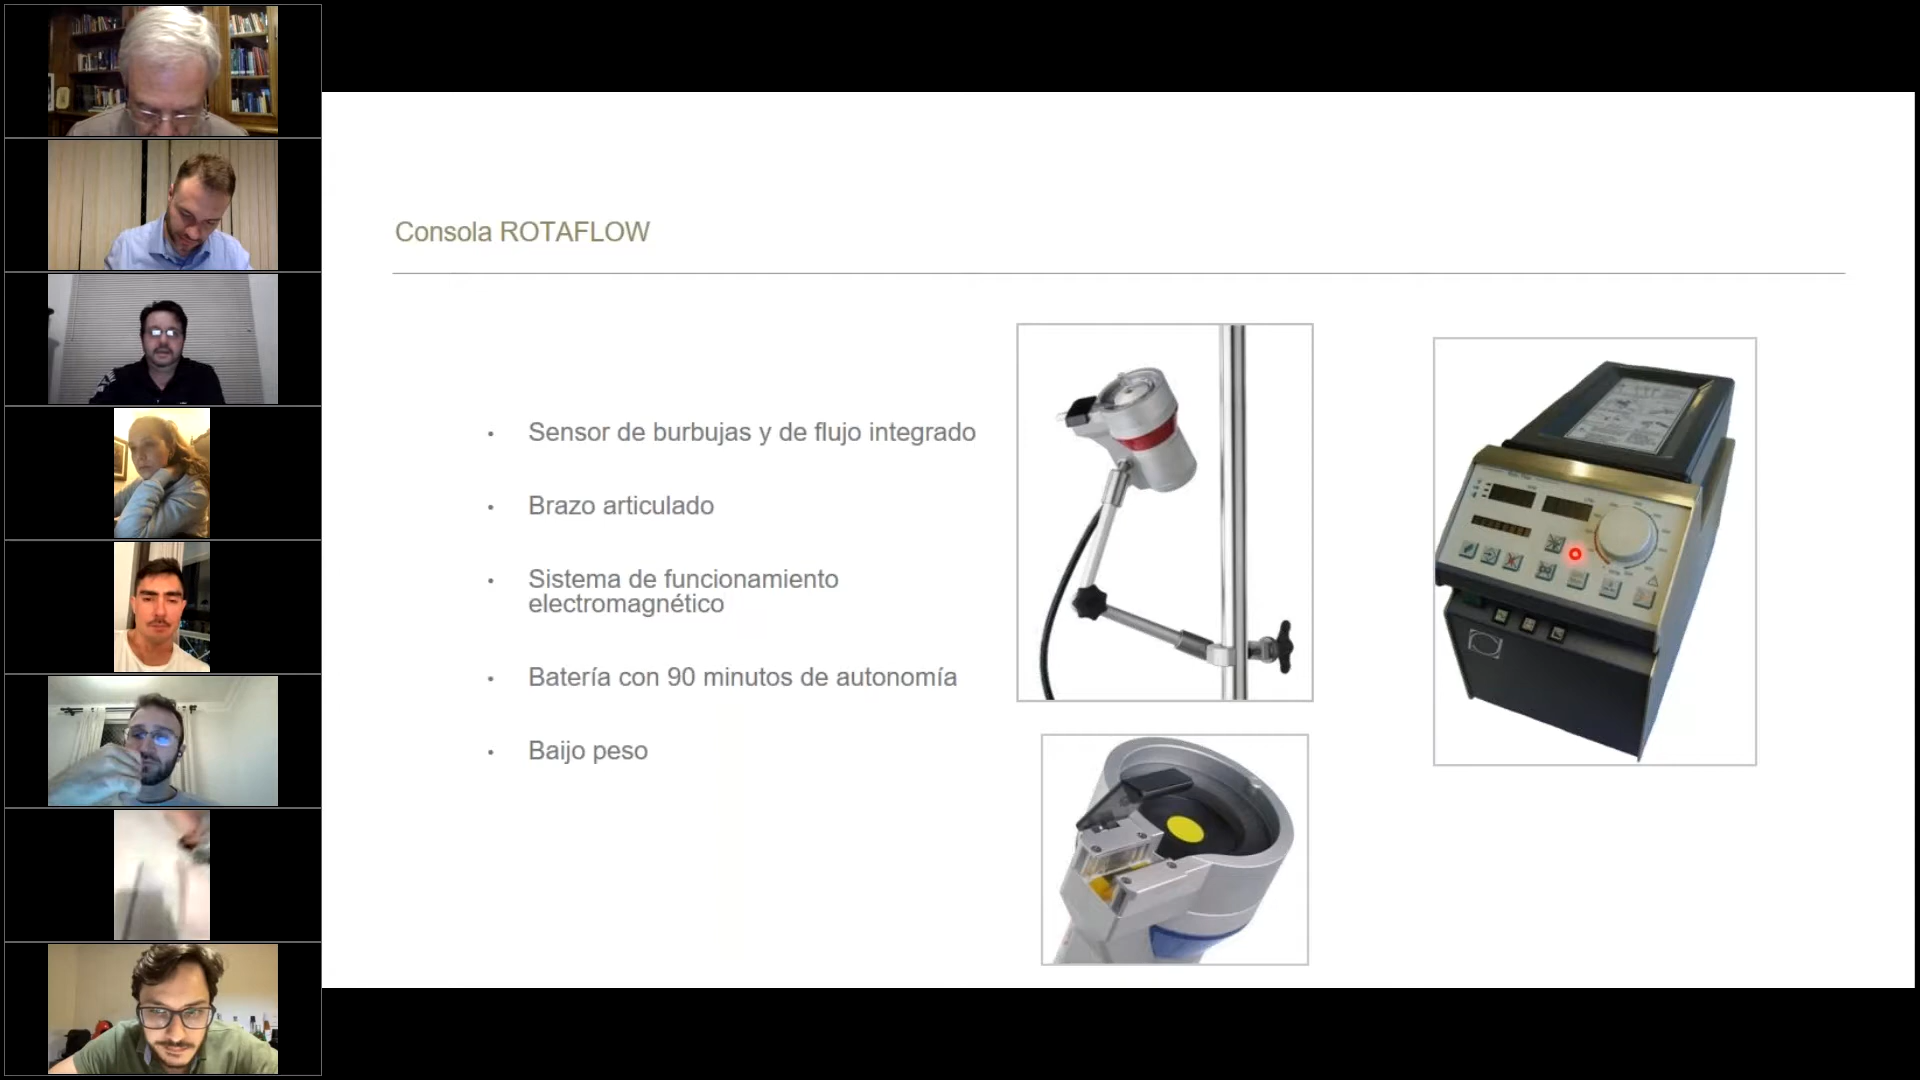 Consola ROTAFLOW
• Sensor de burbujas y de flujo integrado
• Brazo articulado
• Sistema de funcionamiento
electromagnético
• Batería con 90 minutos de autonomía
• Baijo peso